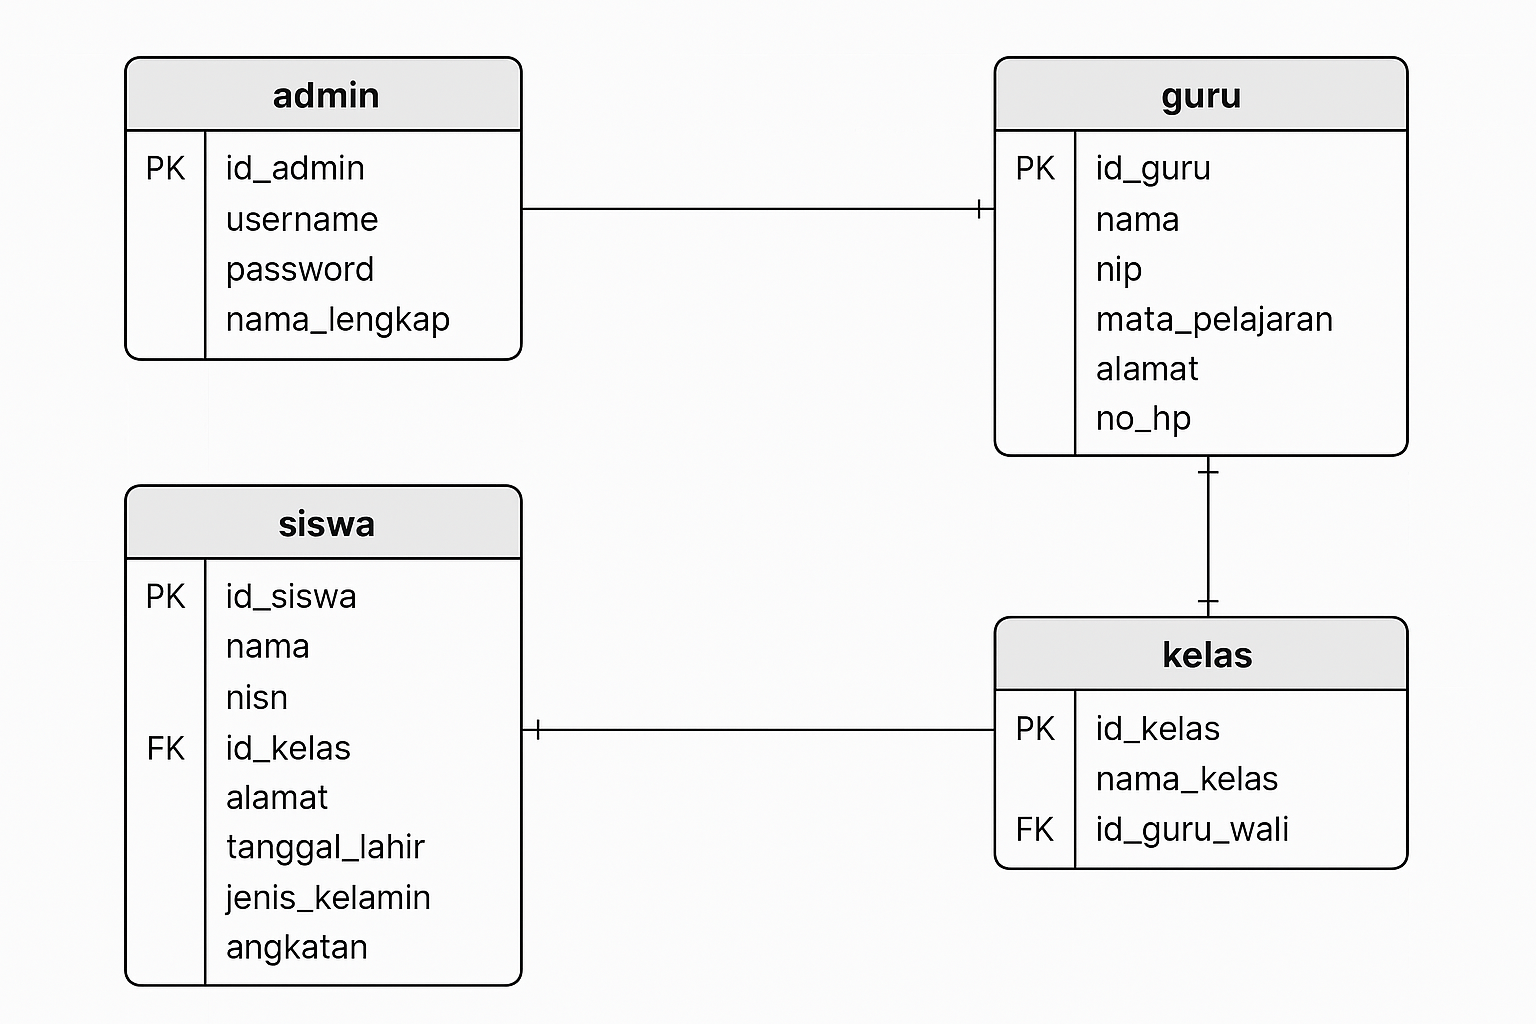 admin
PK id_admin
username
password
nama_lengkap
guru
PK id_guru
nama
nip
mata_pelajaran
alamat
no_hp
siswa
PK id_siswa
nama
nisn
FK id_kelas
alamat
tanggal_lahir
jenis_kelamin
angkatan
kelas
PK id_kelas
nama_kelas
FK id_guru_wali